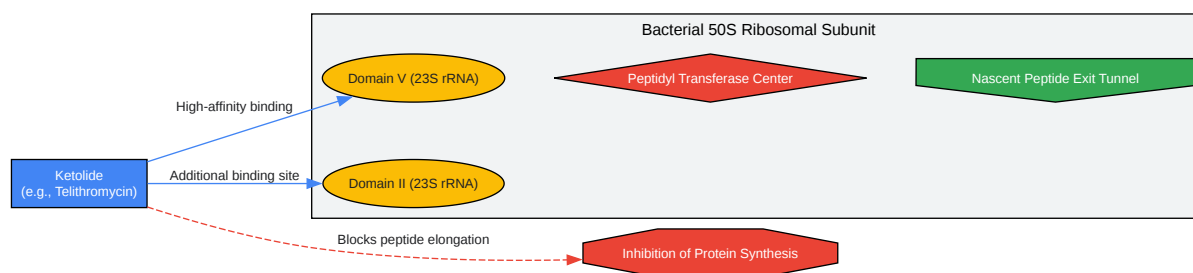 Bacterial 50S Ribosomal Subunit
Domain V (23S rRNA)
Peptidyl Transferase Center
Nascent Peptide Exit Tunnel
High-affinity binding
Ketolide
(e.g., Telithromycin)
Additional binding site
Domain II (23S rRNA)
Blocks peptide elongation
Inhibition of Protein Synthesis